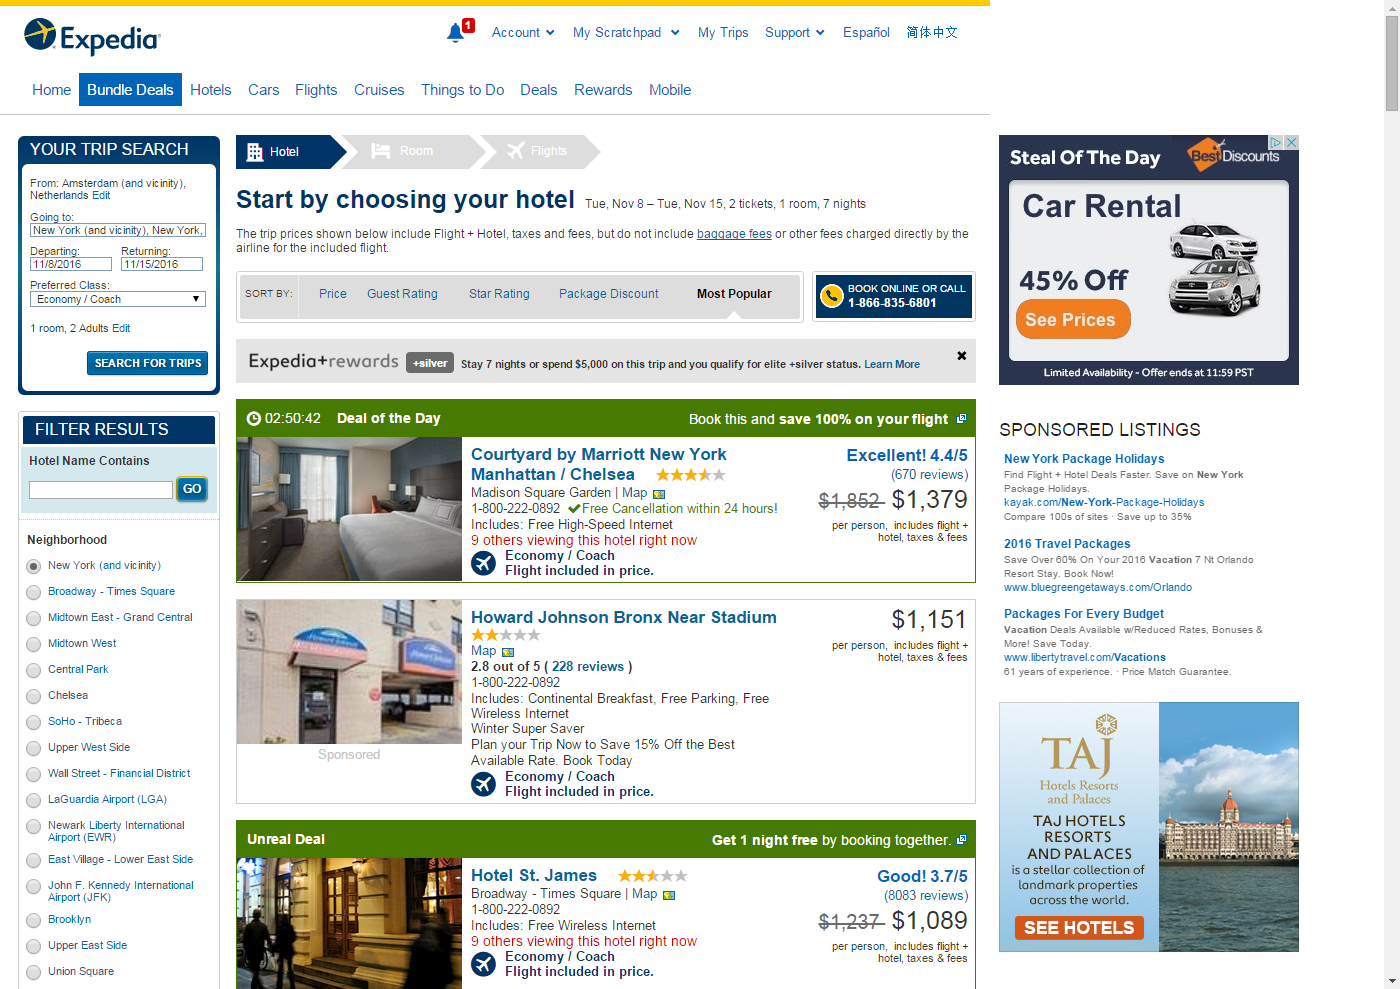 Expedia
1
Account
My Scratchpad
My Trips
Support
Español
简体中文
Home
Bundle Deals
Hotels
Cars
Flights
Cruises
Things to Do
Deals
Rewards
Mobile
YOUR TRIP SEARCH
From: Amsterdam (and vicinity),
Netherlands Edit
Going to:
New York (and vicinity), New York,
Departing: Returning:
11/8/2016 11/15/2016
Preferred Class:
Economy / Coach
1 room, 2 Adults Edit
SEARCH FOR TRIPS
FILTER RESULTS
Hotel Name Contains
GO
Neighborhood
New York (and vicinity)
Broadway - Times Square
Midtown East - Grand Central
Midtown West
Central Park
Chelsea
SoHo - Tribeca
Upper West Side
Wall Street - Financial District
LaGuardia Airport (LGA)
Newark Liberty International
Airport (EWR)
East Village - Lower East Side
John F. Kennedy International
Airport (JFK)
Brooklyn
Upper East Side
Union Square
Hotel
Room
Flights
Start by choosing your hotel Tue, Nov 8 – Tue, Nov 15, 2 tickets, 1 room, 7 nights
The trip prices shown below include Flight + Hotel, taxes and fees, but do not include baggage fees or other fees charged directly by the
airline for the included flight.
SORT BY: Price Guest Rating Star Rating Package Discount Most Popular
BOOK ONLINE OR CALL
1-866-835-6801
Expedia+rewards +silver Stay 7 nights or spend $5,000 on this trip and you qualify for elite +silver status. Learn More
02:50:42 Deal of the Day Book this and save 100% on your flight
Courtyard by Marriott New York
Manhattan / Chelsea
Madison Square Garden | Map
1-800-222-0892 Free Cancellation within 24 hours!
Includes: Free High-Speed Internet
9 others viewing this hotel right now
Economy / Coach
Flight included in price.
Excellent! 4.4/5
(670 reviews)
$1,852 $1,379
per person, includes flight +
hotel, taxes & fees
Sponsored
Howard Johnson Bronx Near Stadium
Map
2.8 out of 5 ( 228 reviews )
1-800-222-0892
Includes: Continental Breakfast, Free Parking, Free
Wireless Internet
Winter Super Saver
Plan your Trip Now to Save 15% Off the Best
Available Rate. Book Today
Economy / Coach
Flight included in price.
$1,151
per person, includes flight +
hotel, taxes & fees
Unreal Deal Get 1 night free by booking together.
Hotel St. James
Broadway - Times Square | Map
1-800-222-0892
Includes: Free Wireless Internet
9 others viewing this hotel right now
Economy / Coach
Flight included in price.
Good! 3.7/5
(8083 reviews)
$1,237 $1,089
per person, includes flight +
hotel, taxes & fees
Steal Of The Day BestDiscounts
Car Rental
45% Off
See Prices
Limited Availability - Offer ends at 11:59 PST
SPONSORED LISTINGS
New York Package Holidays
Find Flight + Hotel Deals Faster. Save on New York
Package Holidays.
kayak.com/New-York-Package-Holidays
Compare 100s of sites · Save up to 35%
2016 Travel Packages
Save Over 60% On Your 2016 Vacation 7 Nt Orlando
Resort Stay. Book Now!
www.bluegreengetaways.com/Orlando
Packages For Every Budget
Vacation Deals Available w/Reduced Rates, Bonuses &
More! Save Today.
www.libertytravel.com/Vacations
61 years of experience. · Price Match Guarantee.
TAJ
Hotels Resorts
and Palaces
TAJ HOTELS
RESORTS
AND PALACES
is a stellar collection of
landmark properties
across the world.
SEE HOTELS